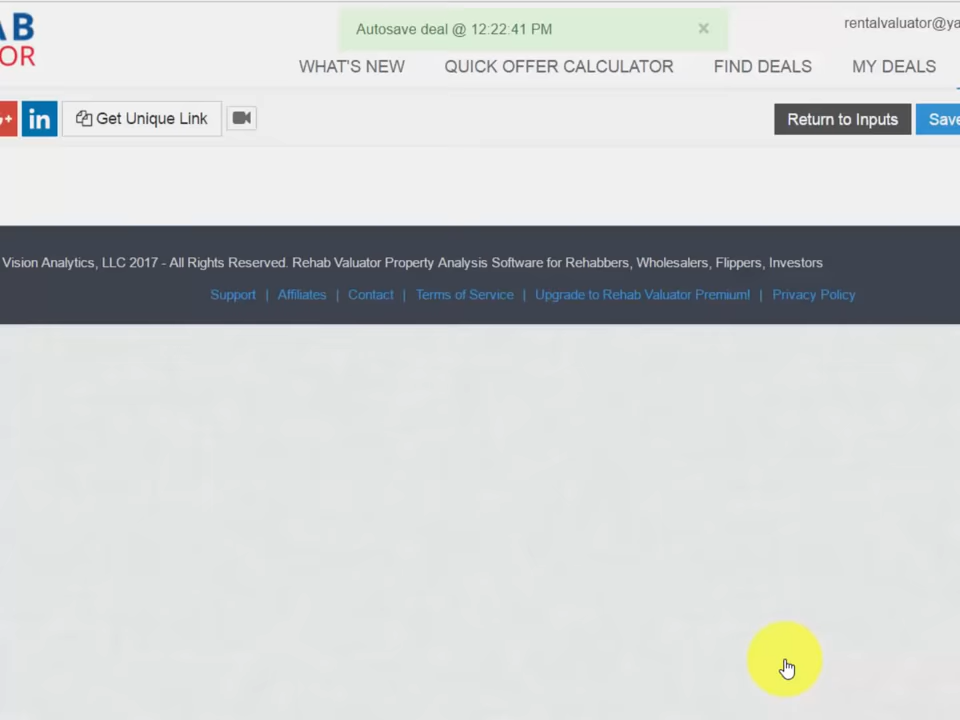 AB
OR
Autosave deal @ 12:22:41 PM ×
rentalvaluator@ya
WHAT'S NEW QUICK OFFER CALCULATOR FIND DEALS MY DEALS
+ in Get Unique Link Return to Inputs Save
Vision Analytics, LLC 2017 - All Rights Reserved. Rehab Valuator Property Analysis Software for Rehabbers, Wholesalers, Flippers, Investors
Support | Affiliates | Contact | Terms of Service | Upgrade to Rehab Valuator Premium! | Privacy Policy